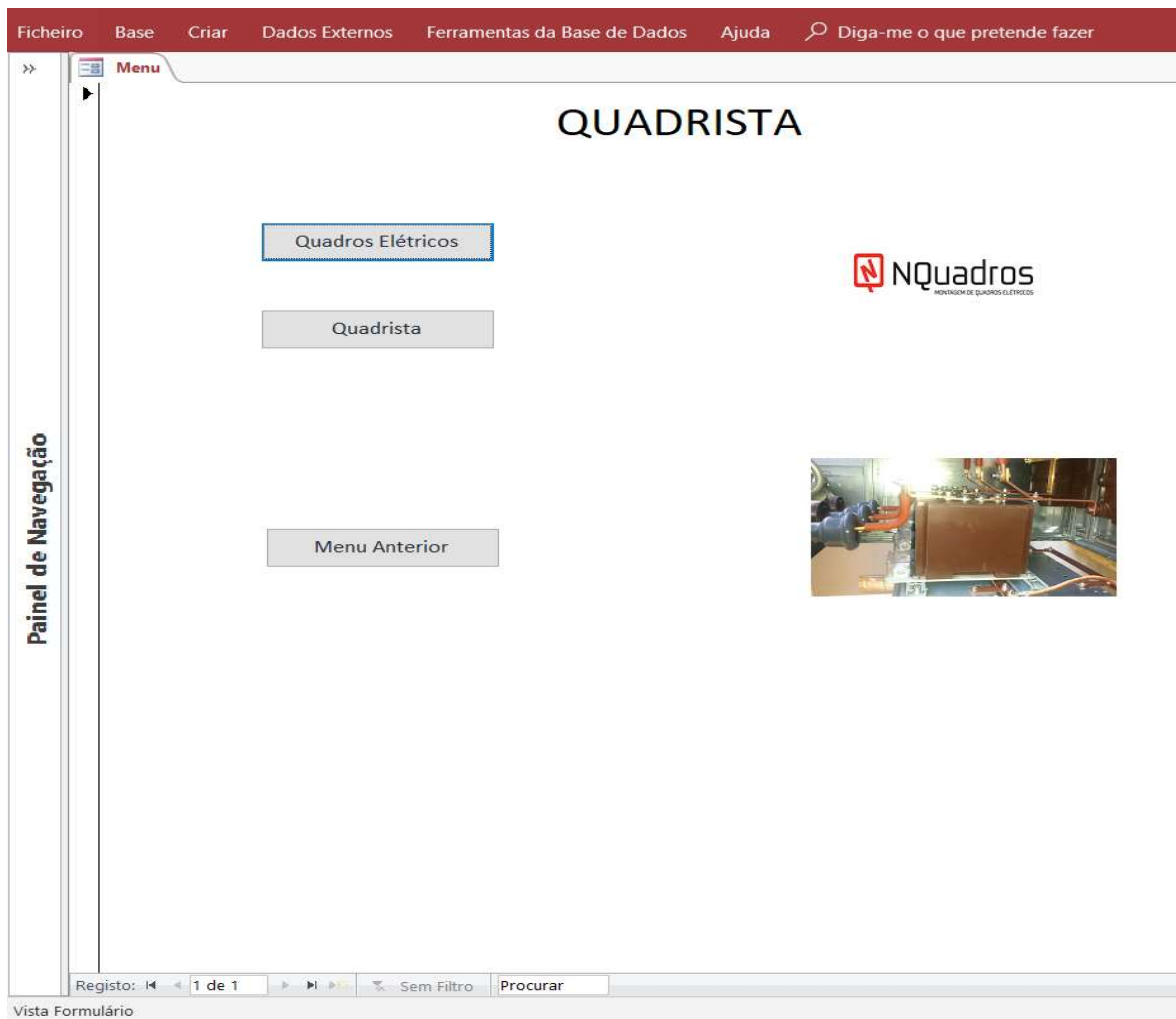 Ficheiro Base Criar Dados Externos Ferramentas da Base de Dados Ajuda Diga-me o que pretende fazer
Menu
QUADRISTA
Quadros Elétricos
NQuadros
MONTAGEM DE QUADROS ELÉTRICOS
Quadrista
Painel de Navegação
Menu Anterior
Registo: 1 de 1 Sem Filtro Procurar
Vista Formulário